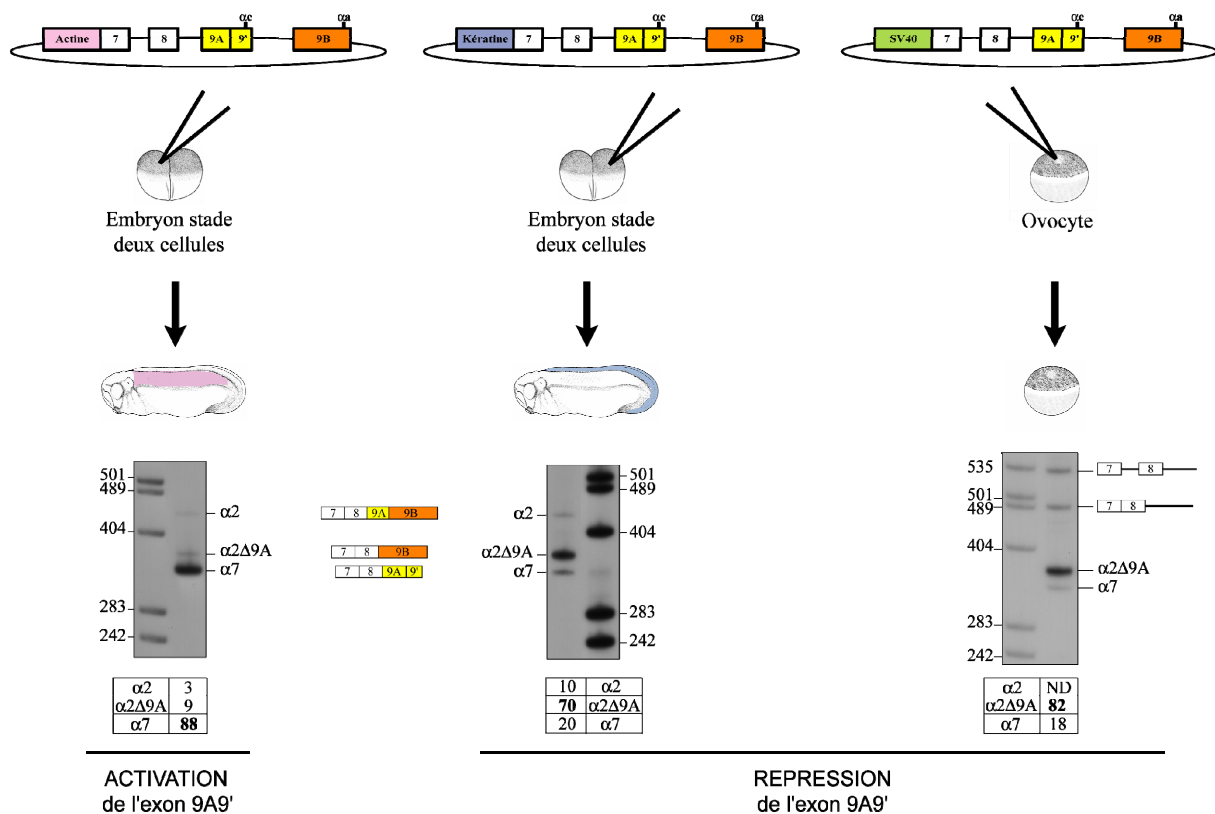 αc αa
Actine 7 8 9A 9' 9B
αc αa
Kératine 7 8 9A 9' 9B
αc αa
SV40 7 8 9A 9' 9B
Embryon stade
deux cellules
Embryon stade
deux cellules
Ovocyte
501
489
404
283
242
α2
α2Δ9A
α7
7 8 9A 9B
7 8 9B
7 8 9A 9'
α2
α2Δ9A
α7
501
489
404
283
242
535
501
489
404
283
242
7 8
7 8
α2Δ9A
α7
α2 3
α2Δ9A 9
α7 88
10 α2
70 α2Δ9A
20 α7
α2 ND
α2Δ9A 82
α7 18
ACTIVATION
de l'exon 9A9'
REPRESSION
de l'exon 9A9'